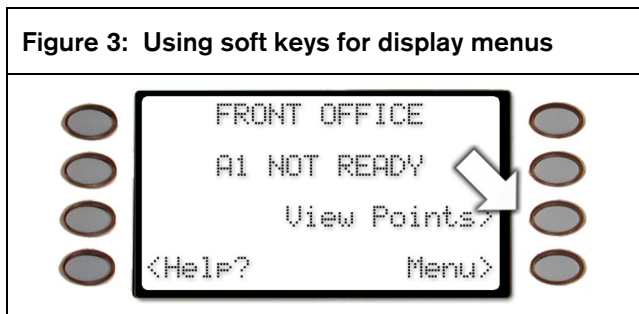 Figure 3: Using soft keys for display menus
FRONT OFFICE
A1 NOT READY
View Points>
<Help?
Menu>